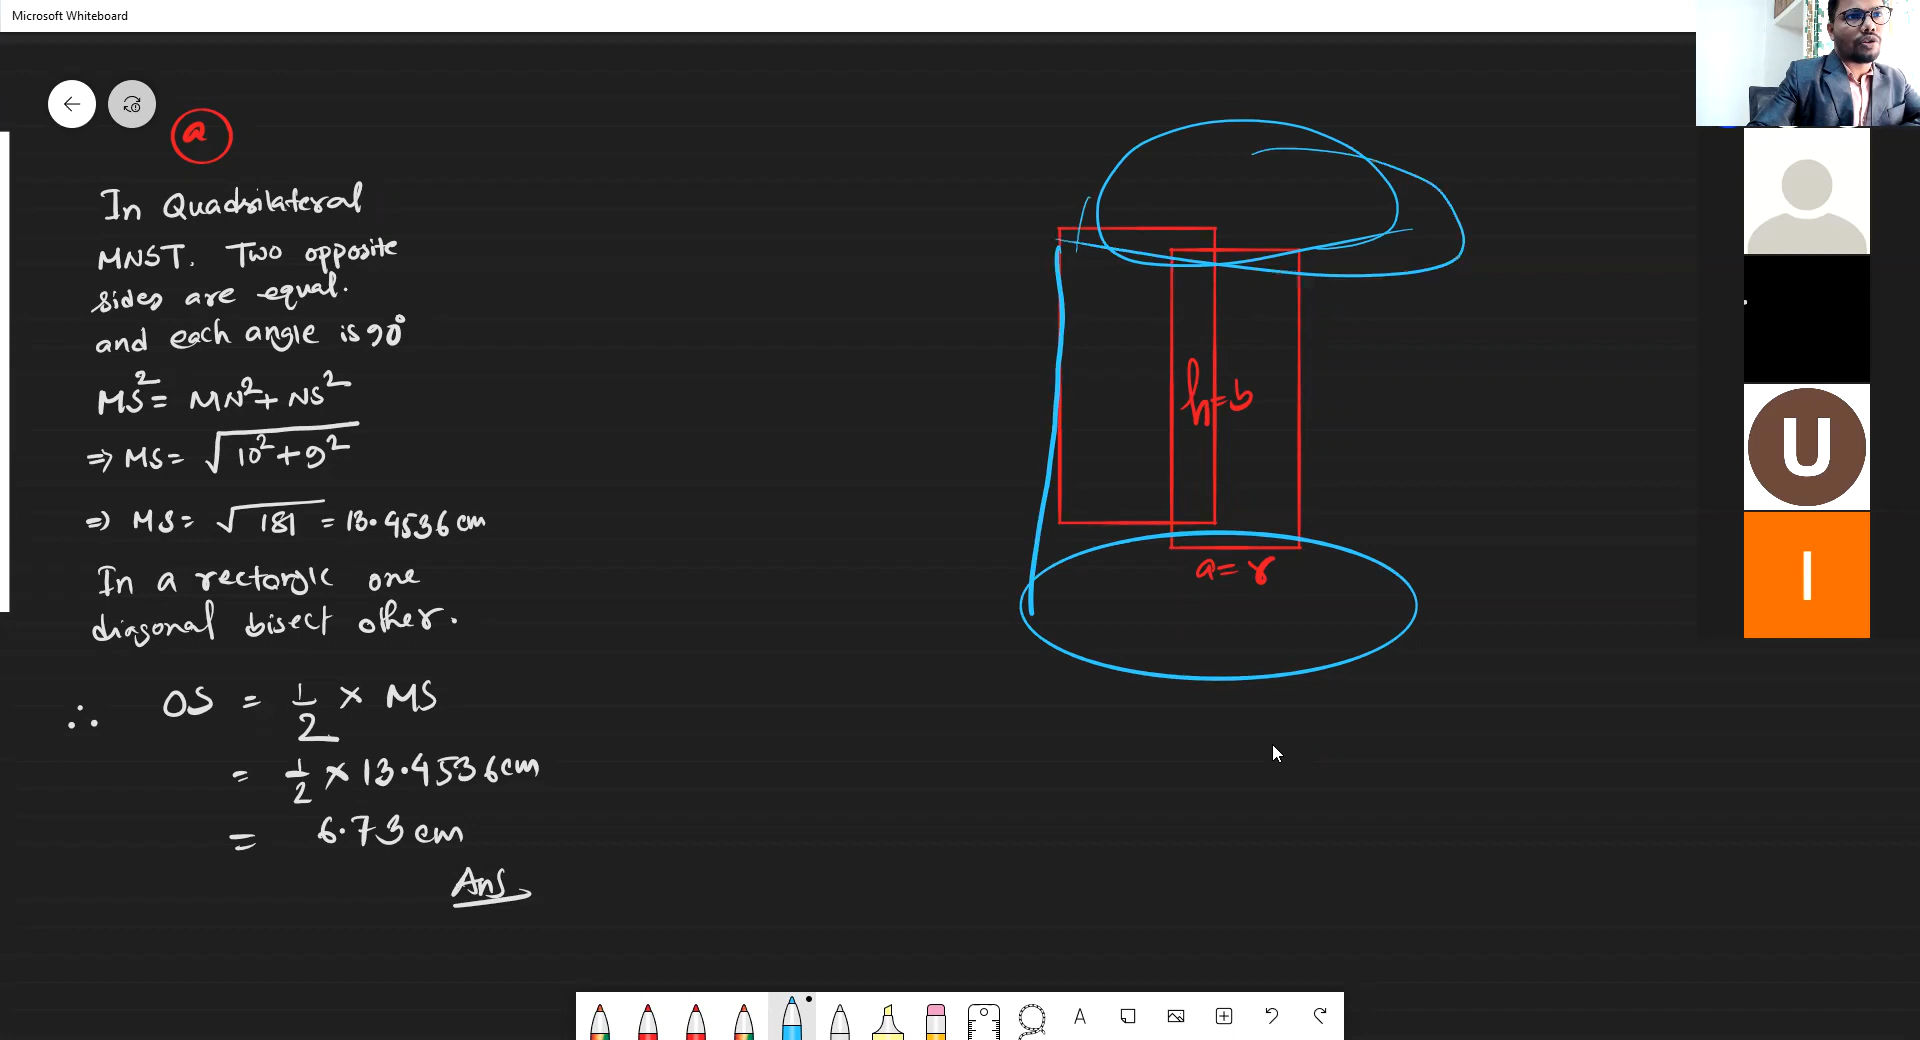 Microsoft Whiteboard
a
In Quadrilateral
MNST. Two opposite
sides are equal.
and each angle is 90°
MS² = MN² + NS²
⇒ MS = √10² + 9²
⇒ MS = √181 = 13.4536 cm
In a rectorgle one
diagonal bisect other.
∴ OS = 1/2 × MS
= 1/2 × 13.4536 cm
= 6.73 cm
Ans
h = b
a = r
U
I
A